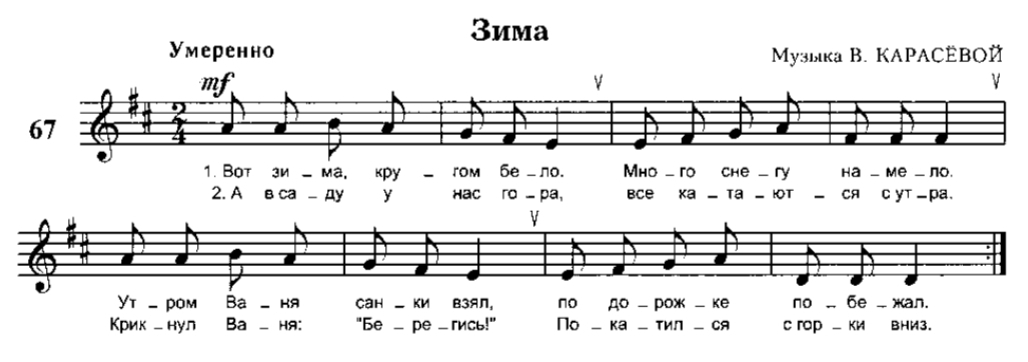 Зима
Умеренно
Музыка В. КАРАСЁВОЙ
mf
67
2
4
1. Вот зи – ма, кру – гом бе – ло. Мно – го сне – гу на – ме – ло.
2. А в са – ду у нас го – ра, все ка – та – ют – ся с ут – ра.
Ут – ром Ва – ня сан – ки взял, по до – рож – ке по – бе – жал.
Крик – нул Ва – ня: "Бе – ре – гись!" По – ка – тил – ся с гор – ки вниз.